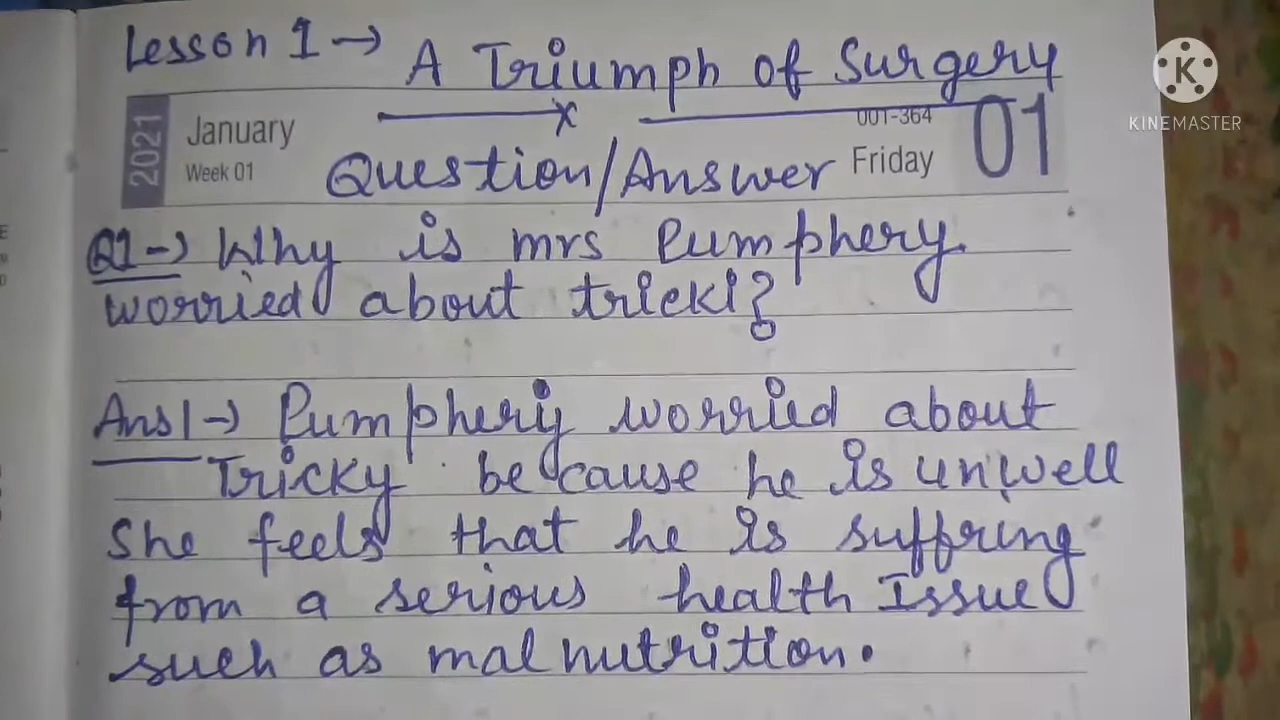 Lesson 1 → A Triumph of Surgery
KINEMASTER
2021 January 001-364 01
Week 01 Friday
Question/Answer
Q1→ Why is mrs Pumphery
worried about tricki?
Ans1→ Pumphery worried about
Tricky because he is unwell
She feels that he is suffring
from a serious health Issue
such as malnutrition.